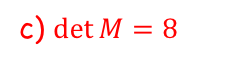 c) det M = 8